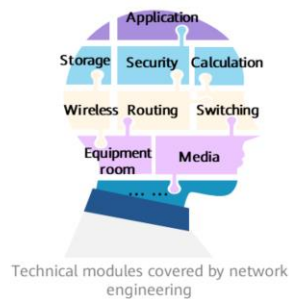 Application
Storage Security Calculation
Wireless Routing Switching
Equipment
room
Media
... ...
Technical modules covered by network
engineering